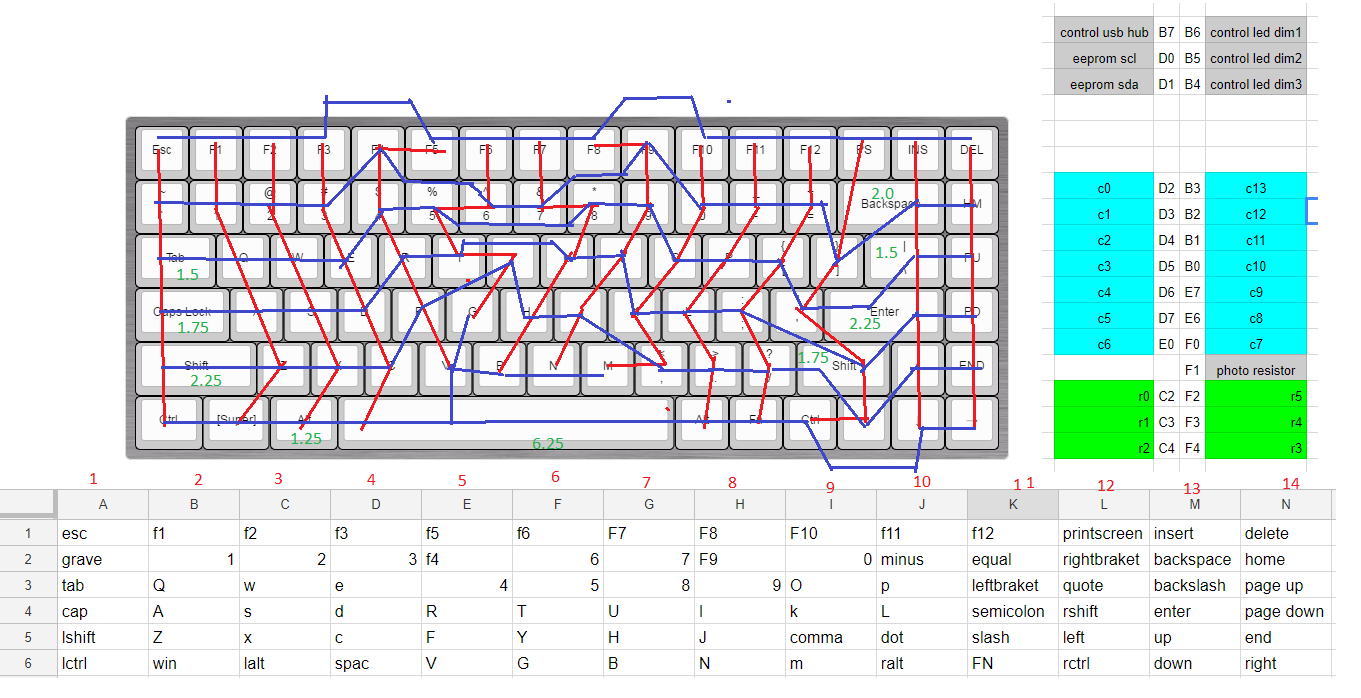 control usb hub B7 B6 control led dim1
eeprom scl D0 B5 control led dim2
eeprom sda D1 B4 control led dim3
Esc F1 F2 F3 F5 F6 F7 F8 F9 F10 F11 F12 PS INS DEL
~ @ # $ % ^ & * + 2.0
2 5 6 7 8 9 0 - = Backspace HM
{ } |
Tab Q W E R P [ ] \ PU
1.5 1.5
Caps Lock A S D F G H ; ' Enter PD
1.75 2.25
> ? 1.75
Shift Z X C V B N M , . / Shift END
2.25
Ctrl [Super] Alt Alt Fn Ctrl
1.25 6.25
c0 D2 B3 c13
c1 D3 B2 c12
c2 D4 B1 c11
c3 D5 B0 c10
c4 D6 E7 c9
c5 D7 E6 c8
c6 E0 F0 c7
F1 photo resistor
r0 C2 F2 r5
r1 C3 F3 r4
r2 C4 F4 r3
1 2 3 4 5 6 7 8 9 10 11 12 13 14
A B C D E F G H I J K L M N
1 esc f1 f2 f3 f5 f6 F7 F8 F10 f11 f12 printscreen insert delete
2 grave 1 2 3 f4 6 7 F9 0 minus equal rightbraket backspace home
3 tab Q w e 4 5 8 9 O p leftbraket quote backslash page up
4 cap A s d R T U I k L semicolon rshift enter page down
5 lshift Z x c F Y H J comma dot slash left up end
6 lctrl win lalt spac V G B N m ralt FN rctrl down right